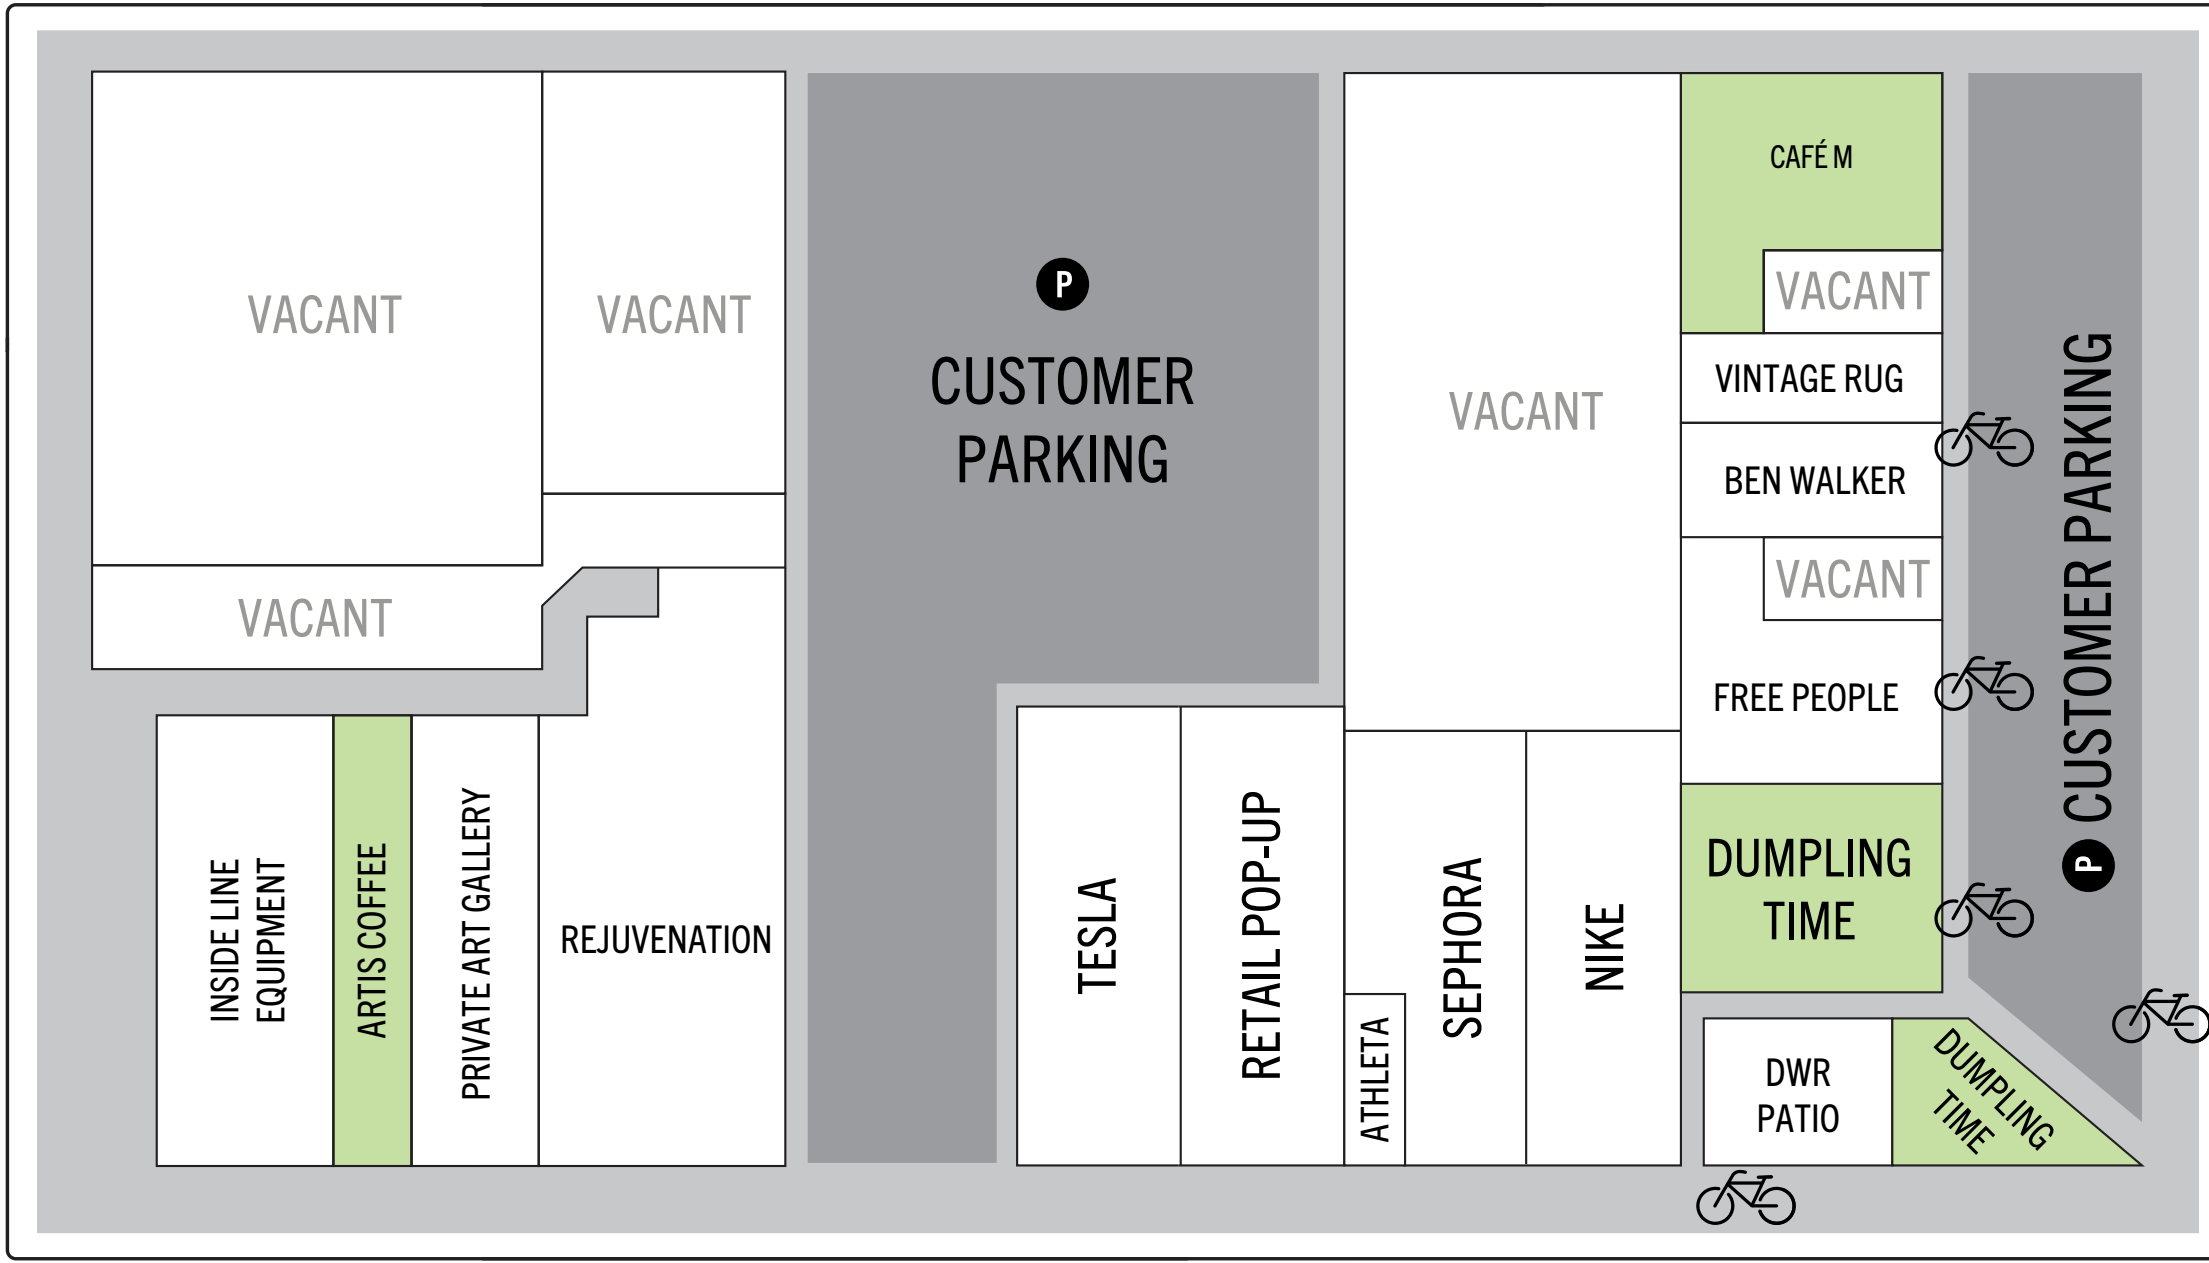 VACANT
VACANT
VACANT
INSIDE LINE
EQUIPMENT
ARTIS COFFEE
PRIVATE ART GALLERY
REJUVENATION
P
CUSTOMER
PARKING
TESLA
RETAIL POP-UP
ATHLETA
SEPHORA
NIKE
VACANT
CAFÉ M
VACANT
VINTAGE RUG
BEN WALKER
VACANT
FREE PEOPLE
DUMPLING
TIME
DWR
PATIO
DUMPLING
TIME
P CUSTOMER PARKING